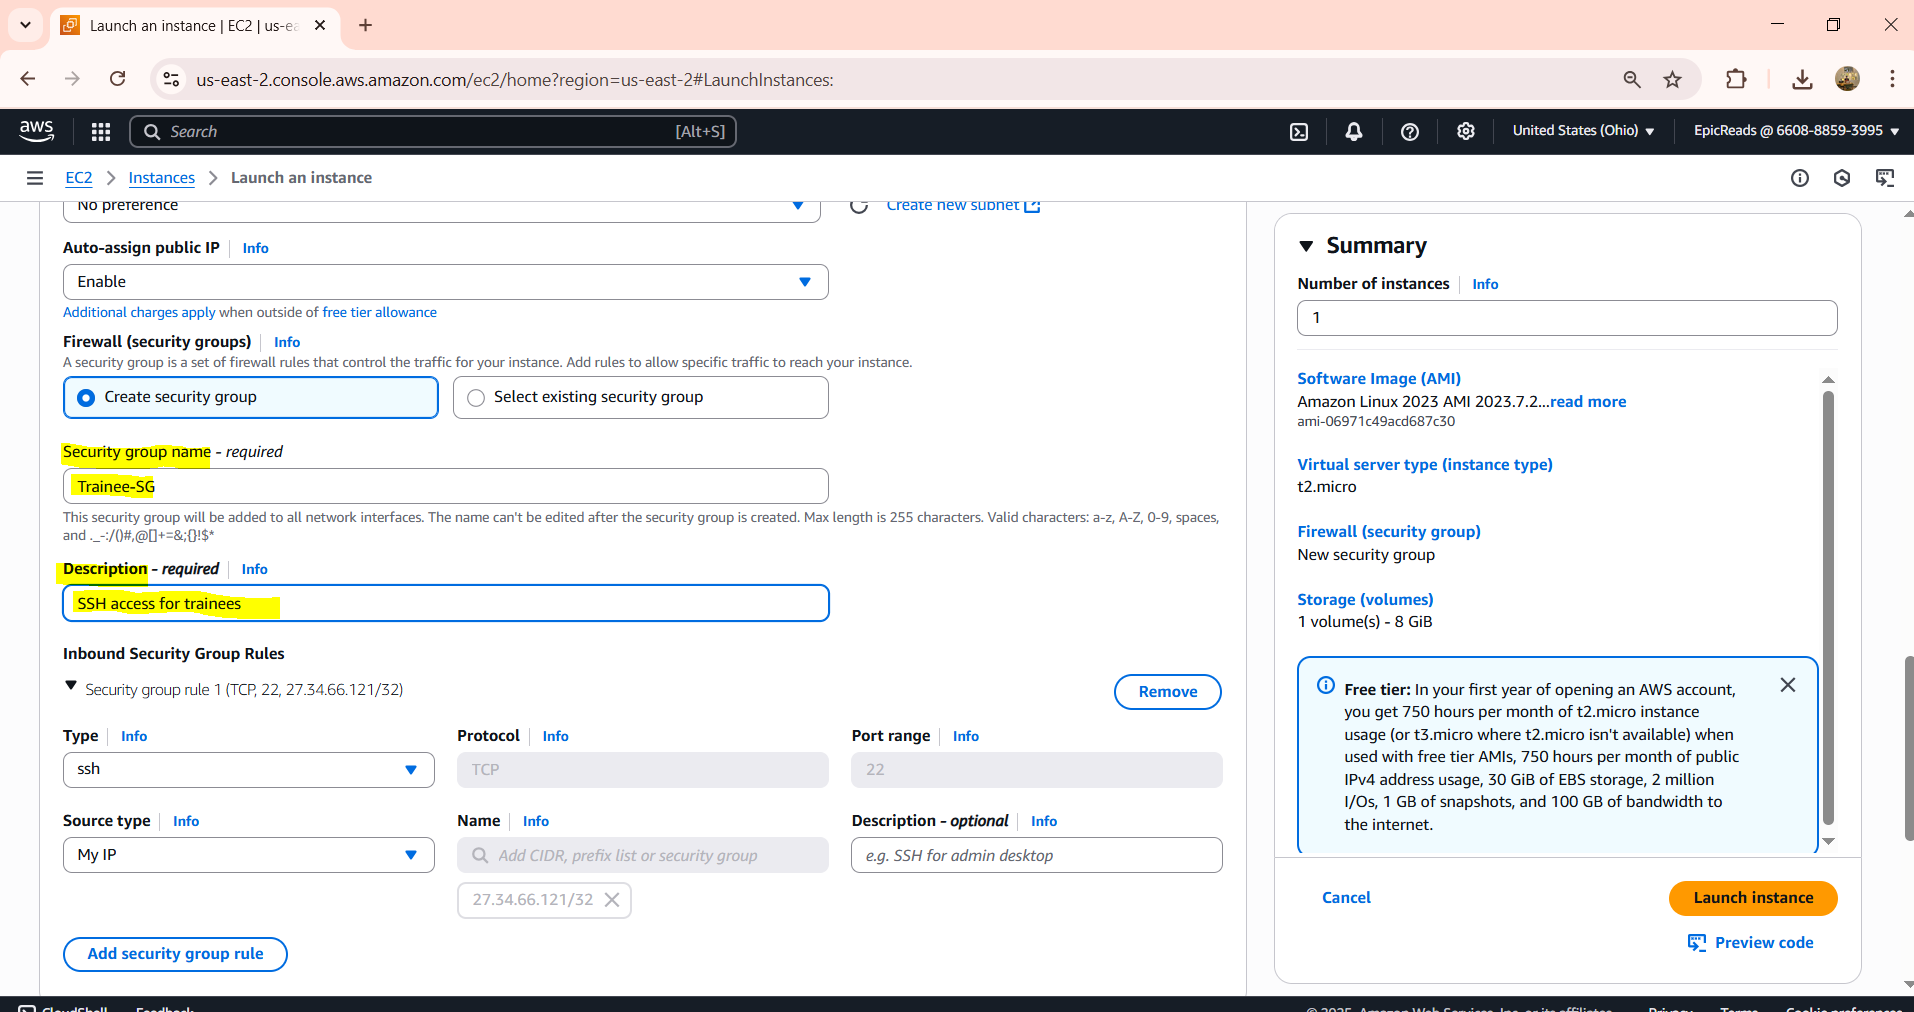 Launch an instance | EC2 | us-ea
us-east-2.console.aws.amazon.com/ec2/home?region=us-east-2#LaunchInstances:
aws
Search
[Alt+S]
United States (Ohio)
EpicReads @ 6608-8859-3995
EC2
Instances
Launch an instance
No preference
Create new subnet
Auto-assign public IP
Info
Enable
Additional charges apply when outside of free tier allowance
Firewall (security groups)
Info
A security group is a set of firewall rules that control the traffic for your instance. Add rules to allow specific traffic to reach your instance.
Create security group
Select existing security group
Security group name - required
Trainee-SG
This security group will be added to all network interfaces. The name can't be edited after the security group is created. Max length is 255 characters. Valid characters: a-z, A-Z, 0-9, spaces,
and ._-:/()#,@[]+=&;{}!$*
Description - required
Info
SSH access for trainees
Inbound Security Group Rules
Security group rule 1 (TCP, 22, 27.34.66.121/32)
Remove
Type
Info
Protocol
Info
Port range
Info
ssh
TCP
22
Source type
Info
Name
Info
Description - optional
Info
My IP
Add CIDR, prefix list or security group
e.g. SSH for admin desktop
27.34.66.121/32
Add security group rule
Summary
Number of instances
Info
1
Software Image (AMI)
Amazon Linux 2023 AMI 2023.7.2...read more
ami-06971c49acd687c30
Virtual server type (instance type)
t2.micro
Firewall (security group)
New security group
Storage (volumes)
1 volume(s) - 8 GiB
Free tier: In your first year of opening an AWS account,
you get 750 hours per month of t2.micro instance
usage (or t3.micro where t2.micro isn't available) when
used with free tier AMIs, 750 hours per month of public
IPv4 address usage, 30 GiB of EBS storage, 2 million
I/Os, 1 GB of snapshots, and 100 GB of bandwidth to
the internet.
Cancel
Launch instance
Preview code
CloudShell
Feedback
© 2025, Amazon Web Services, Inc. or its affiliates.
Privacy
Terms
Cookie preferences